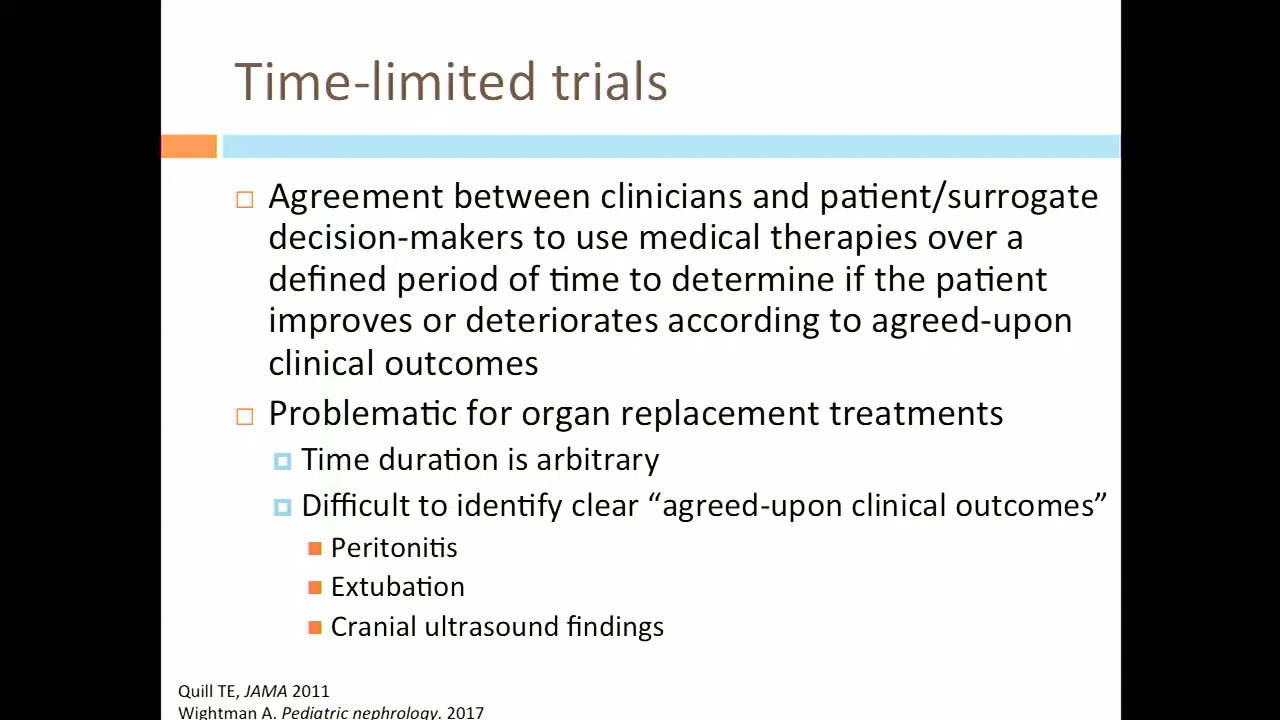 Time-limited trials
Agreement between clinicians and patient/surrogate
decision-makers to use medical therapies over a
defined period of time to determine if the patient
improves or deteriorates according to agreed-upon
clinical outcomes
Problematic for organ replacement treatments
Time duration is arbitrary
Difficult to identify clear “agreed-upon clinical outcomes”
Peritonitis
Extubation
Cranial ultrasound findings
Quill TE, JAMA 2011
Wightman A. Pediatric nephrology. 2017